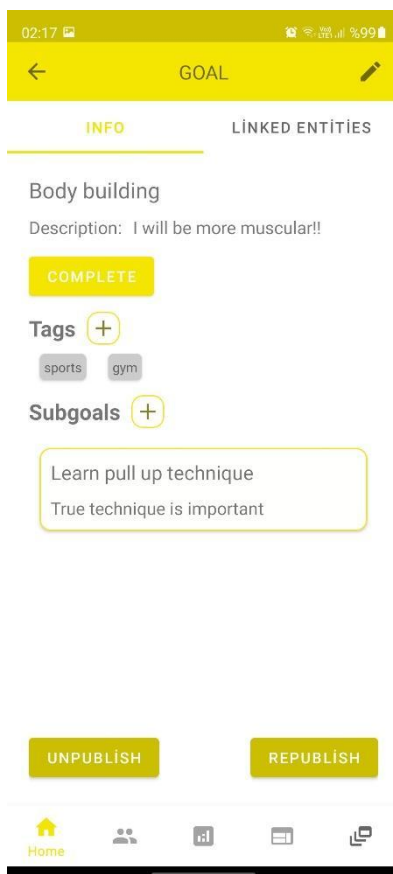 02:17 %99
GOAL
INFO LİNKED ENTİTİES
Body building
Description: I will be more muscular!!
COMPLETE
Tags +
sports gym
Subgoals +
Learn pull up technique
True technique is important
UNPUBLİSH REPUBLİSH
Home